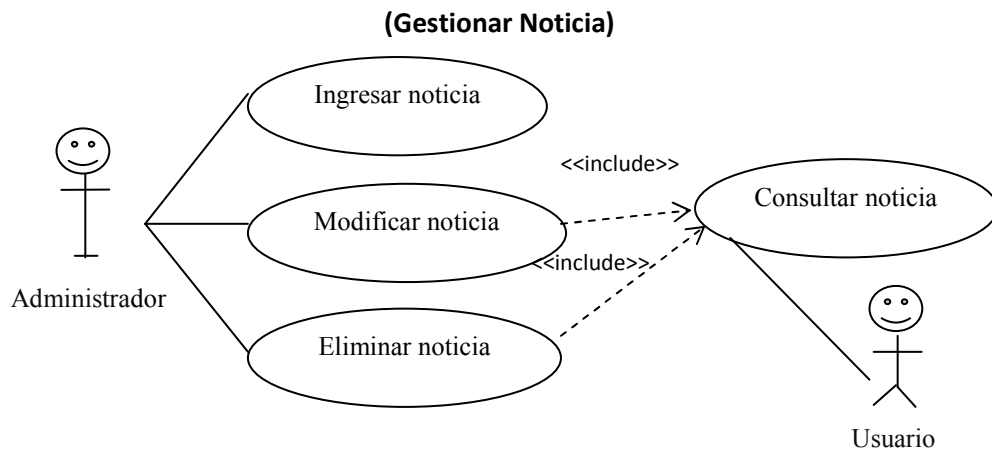 (Gestionar Noticia)
Ingresar noticia
<<include>>
Consultar noticia
Modificar noticia
<<include>>
Administrador
Eliminar noticia
Usuario